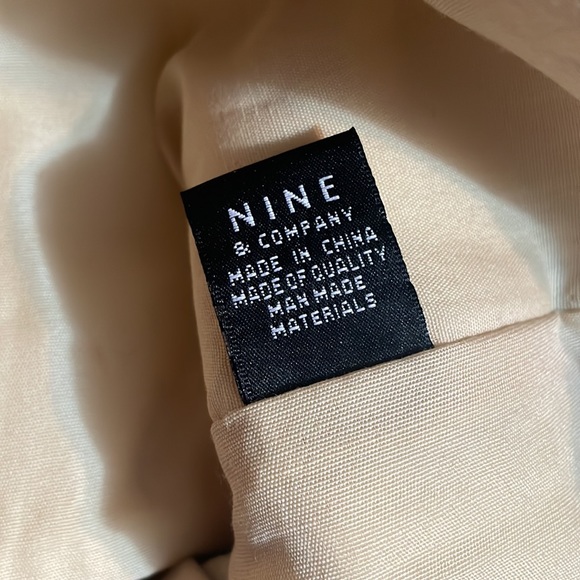 NINE
& COMPANY
MADE IN CHINA
MADE OF QUALITY
MAN MADE
MATERIALS